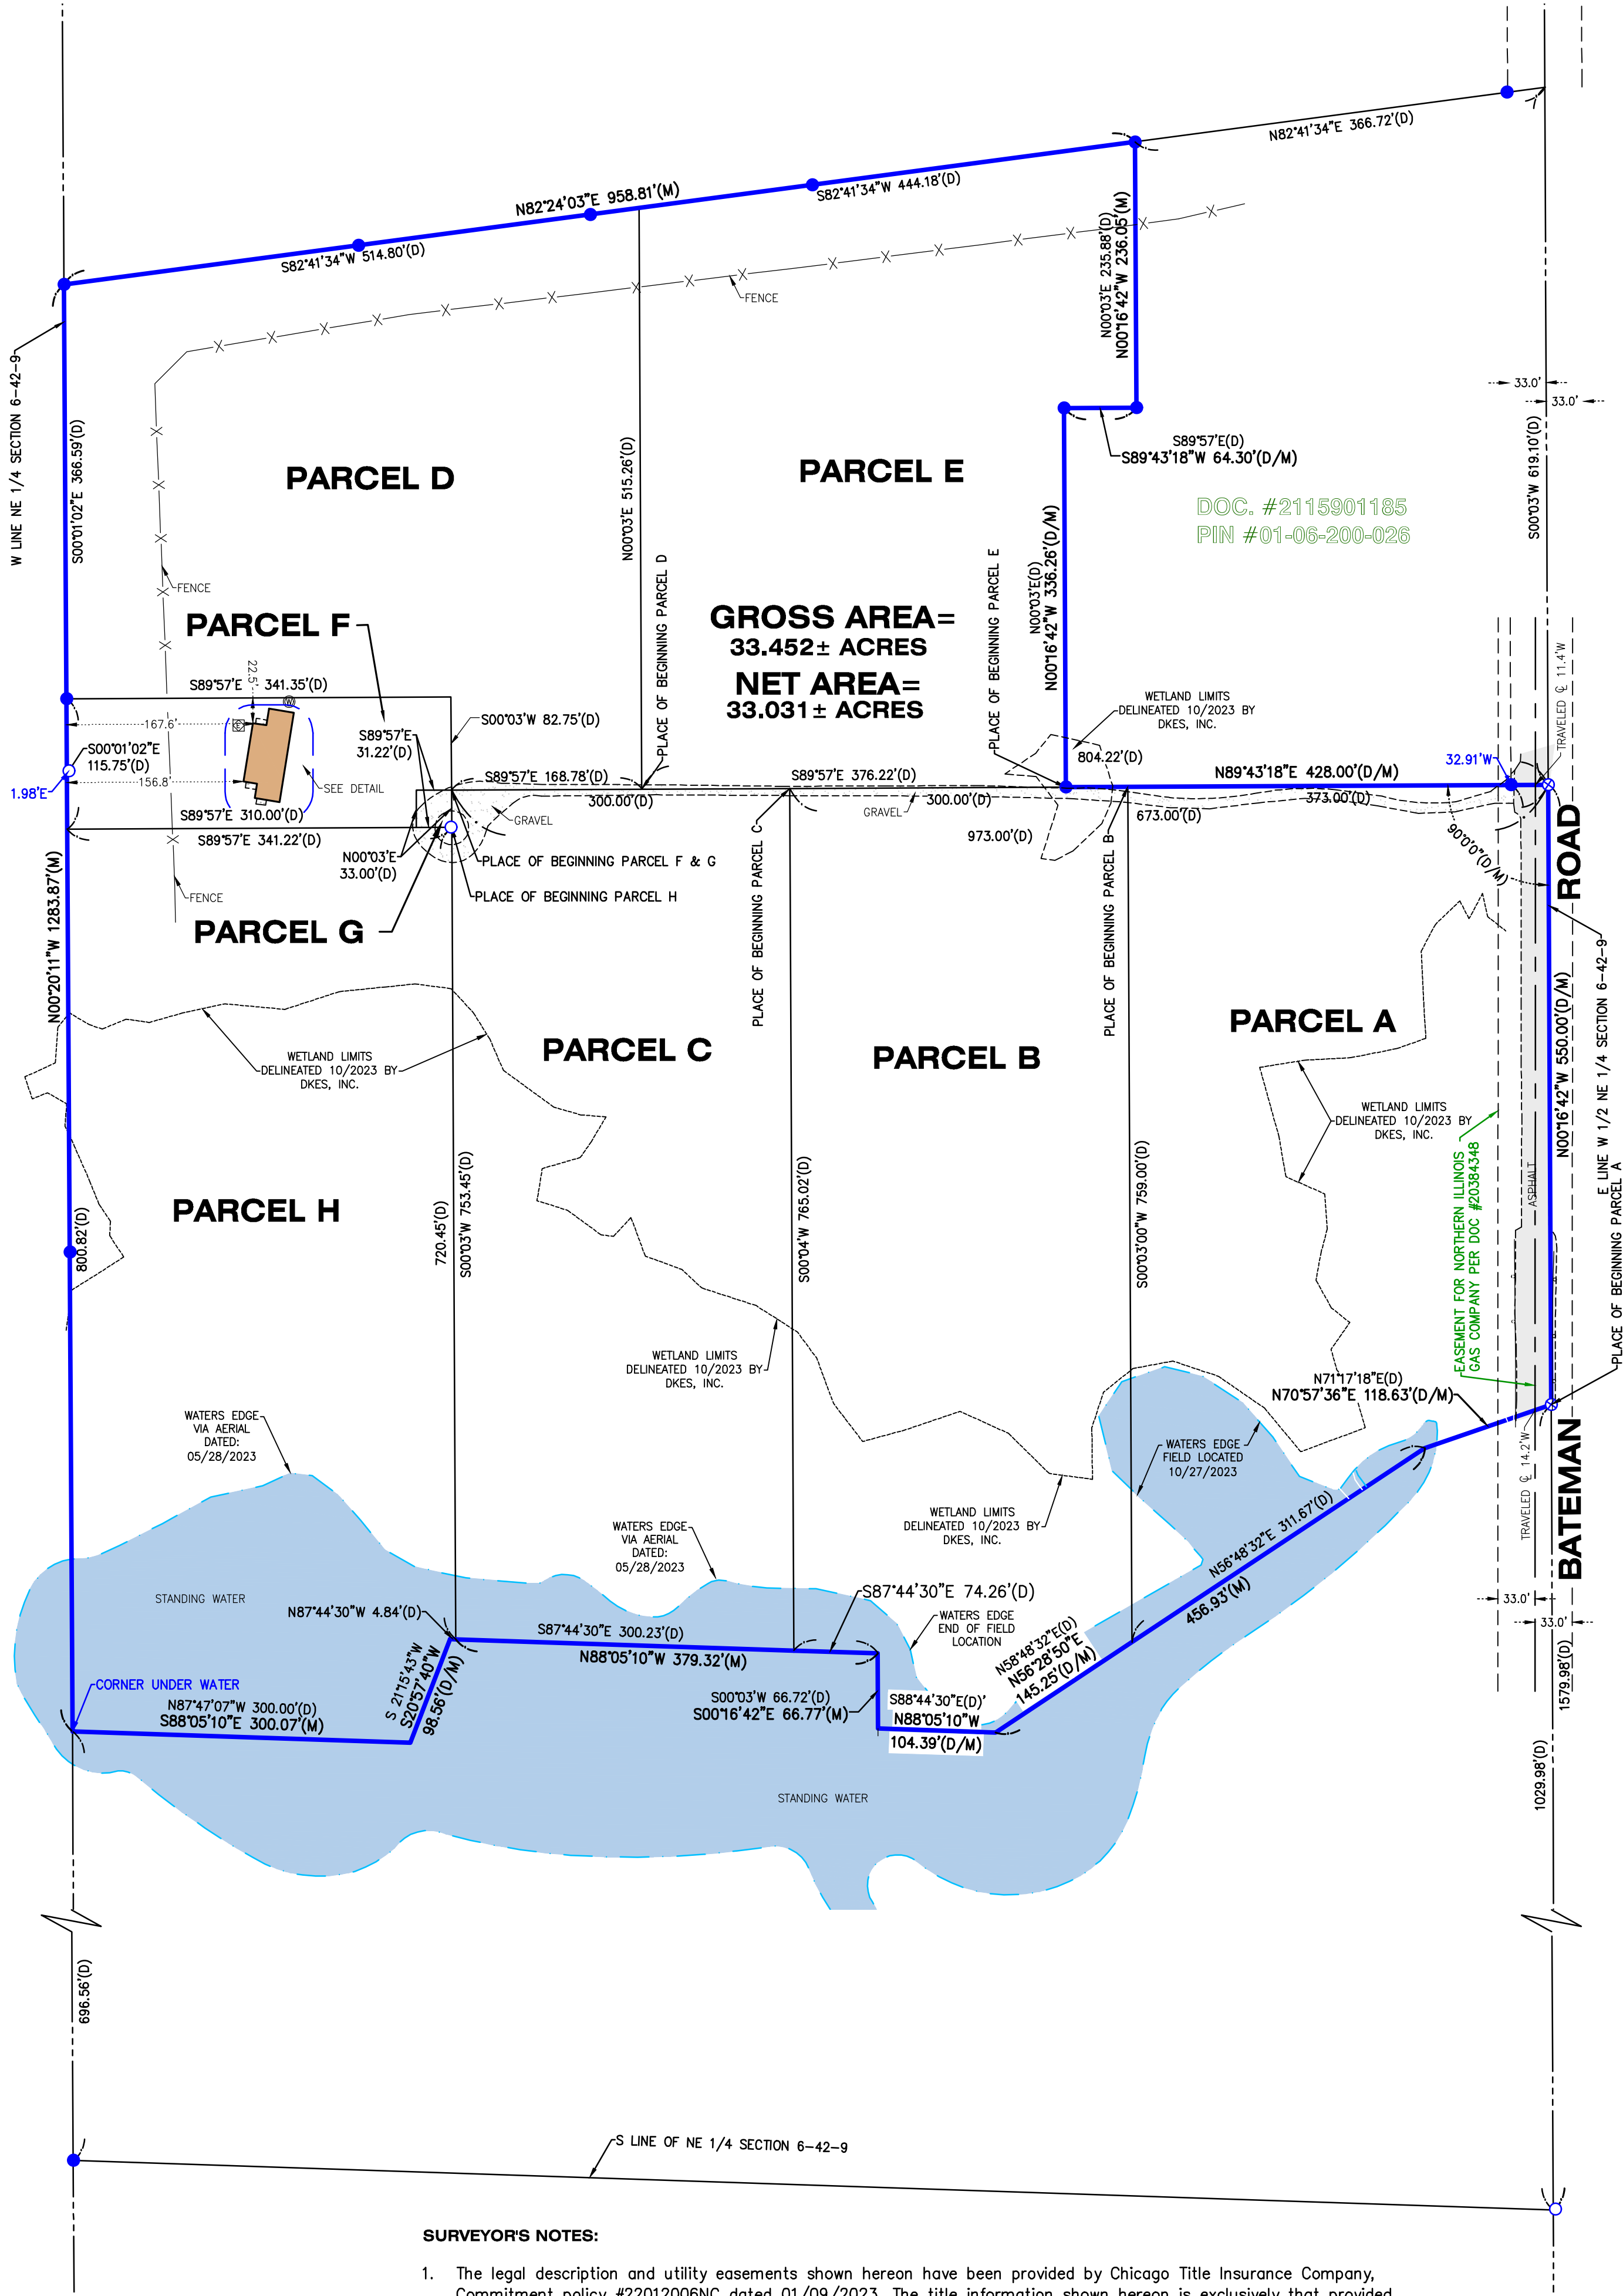 N82°41'34"E 366.72'(D)
N82°24'03"E 958.81'(M)
S82°41'34"W 444.18'(D)
S82°41'34"W 514.80'(D)
FENCE
N00°03'E 235.88'(D)
N00°16'42"W 236.05'(M)
33.0'
33.0'
W LINE NE 1/4 SECTION 6-42-9
S00°01'02"E 366.59'(D)
PARCEL D
N00°03'E 515.26'(D)
PARCEL E
S89°57'E(D)
S89°43'18"W 64.30'(D/M)
S00°03'W 619.10'(D)
DOC. #2115901185
PIN #01-06-200-026
PLACE OF BEGINNING PARCEL D
PLACE OF BEGINNING PARCEL E
N00°03'E(D)
N00°16'42"W 336.26'(D/M)
FENCE
PARCEL F
GROSS AREA=
33.452± ACRES
NET AREA=
33.031± ACRES
22.5'
S89°57'E 341.35'(D)
W
E
167.6'
S00°03'W 82.75'(D)
S89°57'E
31.22'(D)
S00°01'02"E
115.75'(D)
156.8'
1.98'E
SEE DETAIL
WETLAND LIMITS
DELINEATED 10/2023 BY
DKES, INC.
804.22'(D)
TRAVELED ℄ 11.4'W
32.91'W
S89°57'E 168.78'(D)
S89°57'E 376.22'(D)
N89°43'18"E 428.00'(D/M)
300.00'(D)
300.00'(D)
373.00'(D)
GRAVEL
GRAVEL
673.00'(D)
973.00'(D)
90°0'0"(D/M)
S89°57'E 310.00'(D)
S89°57'E 341.22'(D)
N00°03'E
33.00'(D)
PLACE OF BEGINNING PARCEL F & G
PLACE OF BEGINNING PARCEL H
FENCE
PARCEL G
PLACE OF BEGINNING PARCEL C
PLACE OF BEGINNING PARCEL B
ROAD
N00°20'11"W 1283.87'(M)
N00°16'42"W 550.00'(D/M)
E LINE W 1/2 NE 1/4 SECTION 6-42-9
PLACE OF BEGINNING PARCEL A
WETLAND LIMITS
DELINEATED 10/2023 BY
DKES, INC.
PARCEL C
PARCEL B
PARCEL A
WETLAND LIMITS
DELINEATED 10/2023 BY
DKES, INC.
EASEMENT FOR NORTHERN ILLINOIS
GAS COMPANY PER DOC #20384348
ASPHALT
PARCEL H
800.82'(D)
720.45'(D)
S00°03'W 753.45'(D)
S00°04'W 765.02'(D)
S00°03'00"W 759.00'(D)
WETLAND LIMITS
DELINEATED 10/2023 BY
DKES, INC.
N71°17'18"E(D)
N70°57'36"E 118.63'(D/M)
WATERS EDGE
VIA AERIAL
DATED:
05/28/2023
WATERS EDGE
FIELD LOCATED
10/27/2023
TRAVELED ℄ 14.2'W
BATEMAN
WETLAND LIMITS
DELINEATED 10/2023 BY
DKES, INC.
WATERS EDGE
VIA AERIAL
DATED:
05/28/2023
N56°48'32"E 311.67'(D)
456.93'(M)
STANDING WATER
S87°44'30"E 74.26'(D)
33.0'
33.0'
N87°44'30"W 4.84'(D)
S87°44'30"E 300.23'(D)
N88°05'10"W 379.32'(M)
WATERS EDGE
END OF FIELD
LOCATION
N58°48'32"E(D)
N56°28'50"E
145.25'(D/M)
S 21°15'43"W
S20°57'40"W
98.56'(D/M)
CORNER UNDER WATER
N87°47'07"W 300.00'(D)
S88°05'10"E 300.07'(M)
S00°03'W 66.72'(D)
S00°16'42"E 66.77'(M)
S88°44'30"E(D)'
N88°05'10"W
104.39'(D/M)
1579.98'(D)
1029.98'(D)
STANDING WATER
696.56'(D)
S LINE OF NE 1/4 SECTION 6-42-9
SURVEYOR'S NOTES:
1. The legal description and utility easements shown hereon have been provided by Chicago Title Insurance Company,
Commitment policy #22012006NC dated 01/09/2023. The title information shown hereon is exclusively that provided